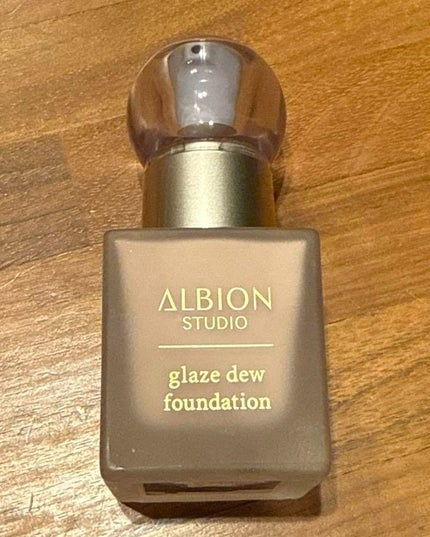 ALBION
STUDIO
glaze dew
foundation